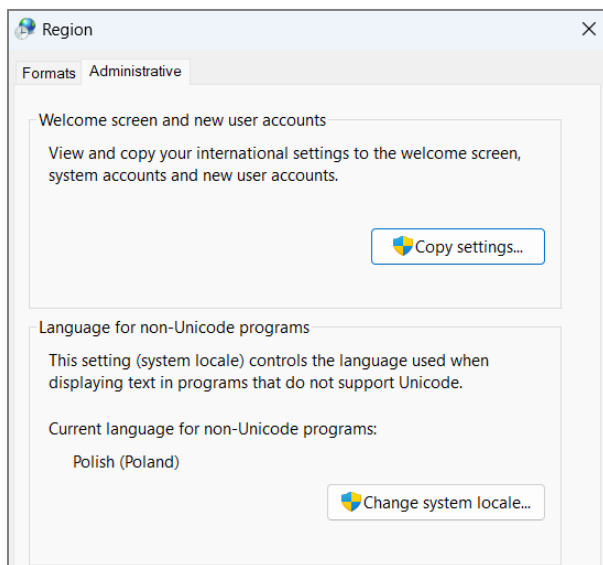 Region
Formats
Administrative
Welcome screen and new user accounts
View and copy your international settings to the welcome screen,
system accounts and new user accounts.
Copy settings...
Language for non-Unicode programs
This setting (system locale) controls the language used when
displaying text in programs that do not support Unicode.
Current language for non-Unicode programs:
Polish (Poland)
Change system locale...